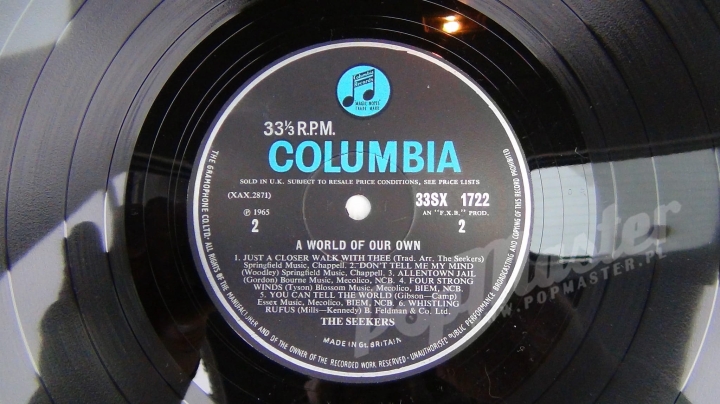 Columbia
Records
MAGIC NOTES
TRADE MARK
33⅓ R.P.M.
COLUMBIA
SOLD IN U.K. SUBJECT TO RESALE PRICE CONDITIONS, SEE PRICE LISTS
(XAX.2871) 33SX 1722
℗ 1965 AN "F.X.B." PROD.
2 2
A WORLD OF OUR OWN
1. JUST A CLOSER WALK WITH THEE (Trad. Arr. The Seekers)
Springfield Music, Chappell. 2. DON'T TELL ME MY MIND
(Woodley) Springfield Music, Chappell. 3. ALLENTOWN JAIL
(Gordon) Bourne Music, Mecolico, NCB. 4. FOUR STRONG
WINDS (Tyson) Blossom Music, Mecolico, BIEM, NCB.
5. YOU CAN TELL THE WORLD (Gibson—Camp)
Essex Music, Mecolico, BIEM, NCB. 6. WHISTLING
RUFUS (Mills—Kennedy) B. Feldman & Co. Ltd.
THE SEEKERS
MADE IN Gt. BRITAIN
THE GRAMOPHONE CO. LTD. ALL RIGHTS OF THE MANUFACTURER AND OF THE OWNER OF THE RECORDED WORK RESERVED · UNAUTHORISED PUBLIC PERFORMANCE BROADCASTING AND COPYING OF THIS RECORD PROHIBITED
PopMaster
WWW.POPMASTER.PL